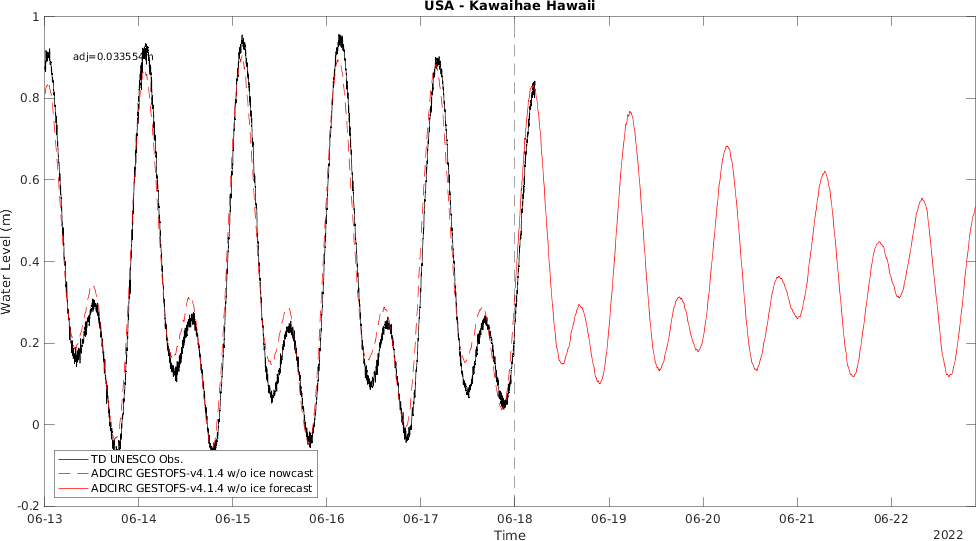 USA - Kawaihae Hawaii
adj=0.033554m
Water Level (m)
1
0.8
0.6
0.4
0.2
0
-0.2
TD UNESCO Obs.
ADCIRC GESTOFS-v4.1.4 w/o ice nowcast
ADCIRC GESTOFS-v4.1.4 w/o ice forecast
06-13 06-14 06-15 06-16 06-17 06-18 06-19 06-20 06-21 06-22
Time
2022